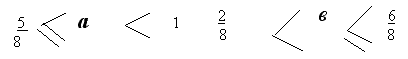 5/8 ≤ а < 1 2/8 < в ≤ 6/8